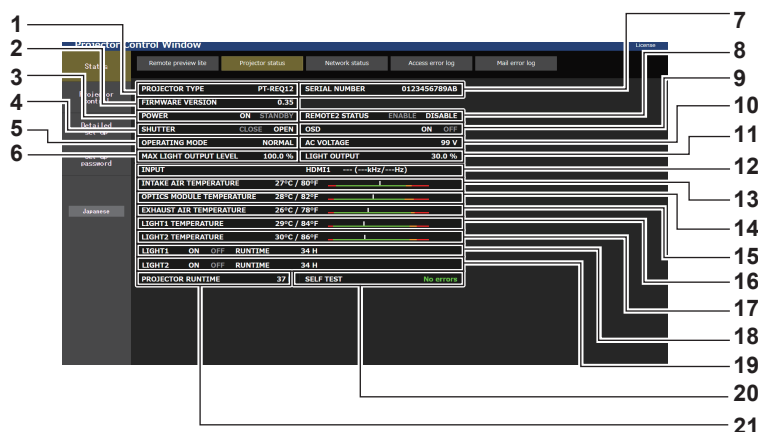 Projector Control Window
License
Status
Remote preview lite
Projector status
Network status
Access error log
Mail error log
Projector control
Detailed set up
set up password
Japanese
PROJECTOR TYPE PT-REQ12 SERIAL NUMBER 0123456789AB
FIRMWARE VERSION 0.35
POWER ON STANDBY REMOTE2 STATUS ENABLE DISABLE
SHUTTER CLOSE OPEN OSD ON OFF
OPERATING MODE NORMAL AC VOLTAGE 99 V
MAX LIGHT OUTPUT LEVEL 100.0 % LIGHT OUTPUT 30.0 %
INPUT HDMI1 --- (---kHz/---Hz)
INTAKE AIR TEMPERATURE 27°C / 80°F
OPTICS MODULE TEMPERATURE 28°C / 82°F
EXHAUST AIR TEMPERATURE 26°C / 78°F
LIGHT1 TEMPERATURE 29°C / 84°F
LIGHT2 TEMPERATURE 30°C / 86°F
LIGHT1 ON OFF RUNTIME 34 H
LIGHT2 ON OFF RUNTIME 34 H
PROJECTOR RUNTIME 37 SELF TEST No errors
1
2
3
4
5
6
7
8
9
10
11
12
13
14
15
16
17
18
19
20
21